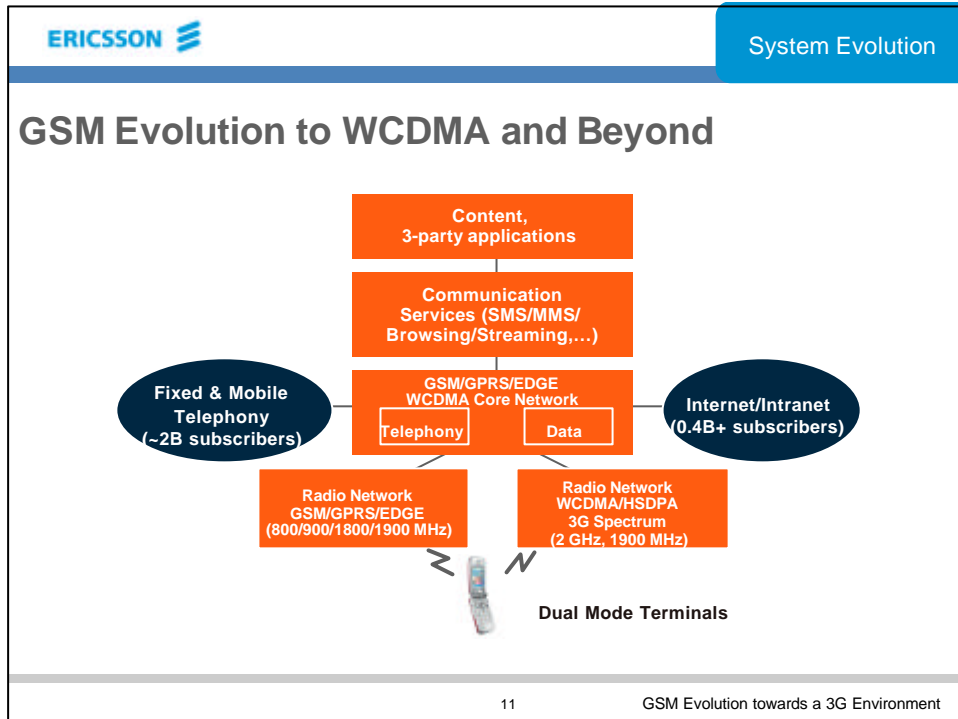 ERICSSON
System Evolution
GSM Evolution to WCDMA and Beyond
Content,
3-party applications
Communication
Services (SMS/MMS/
Browsing/Streaming,…)
Fixed & Mobile
Telephony
(~2B subscribers)
GSM/GPRS/EDGE
WCDMA Core Network
Telephony
Data
Internet/Intranet
(0.4B+ subscribers)
Radio Network
GSM/GPRS/EDGE
(800/900/1800/1900 MHz)
Radio Network
WCDMA/HSDPA
3G Spectrum
(2 GHz, 1900 MHz)
Dual Mode Terminals
11
GSM Evolution towards a 3G Environment